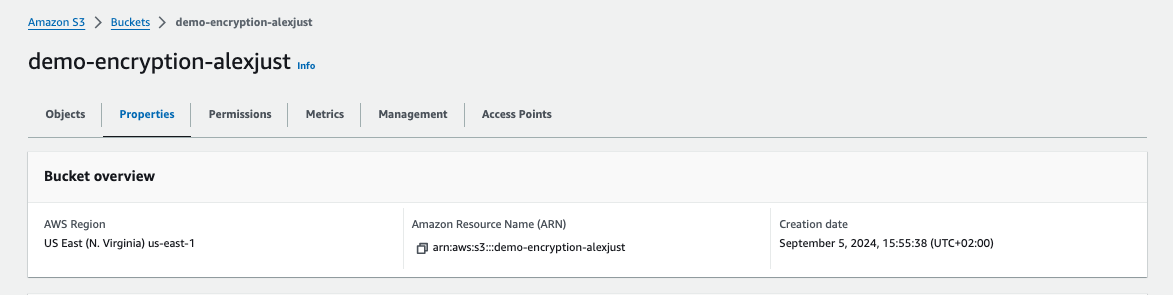 Amazon S3 > Buckets > demo-encryption-alexjust
demo-encryption-alexjust Info
Objects Properties Permissions Metrics Management Access Points
Bucket overview
AWS Region Amazon Resource Name (ARN) Creation date
US East (N. Virginia) us-east-1 arn:aws:s3:::demo-encryption-alexjust September 5, 2024, 15:55:38 (UTC+02:00)